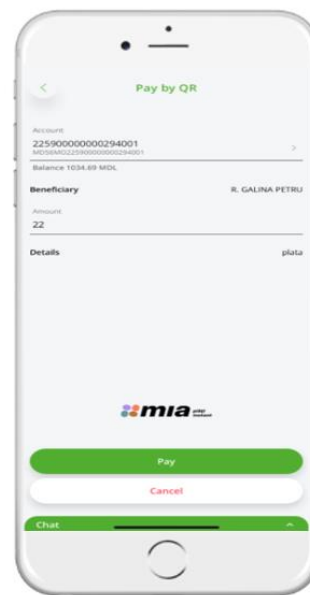 Pay by QR
Account
225900000000294001
Balance 1034.69 MDL
Beneficiary R. GALINA PETRU
Amount
22
Details plata
mia
Pay
Cancel
Chat